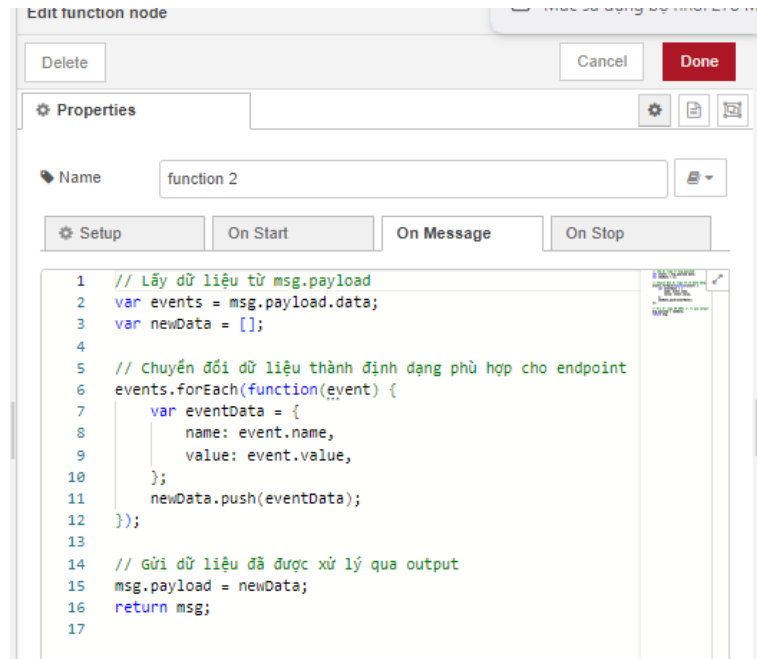 Edit function node
Delete
Cancel
Done
Properties
Name
function 2
Setup
On Start
On Message
On Stop
1 // Lấy dữ liệu từ msg.payload
2 var events = msg.payload.data;
3 var newData = [];
4
5 // Chuyển đổi dữ liệu thành định dạng phù hợp cho endpoint
6 events.forEach(function(event) {
7 var eventData = {
8 name: event.name,
9 value: event.value,
10 };
11 newData.push(eventData);
12 });
13
14 // Gửi dữ liệu đã được xử lý qua output
15 msg.payload = newData;
16 return msg;
17